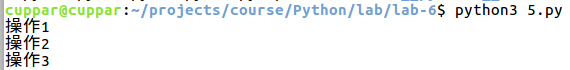 cuppar@cuppar:~/projects/course/Python/lab/lab-6$ python3 5.py
操作1
操作2
操作3